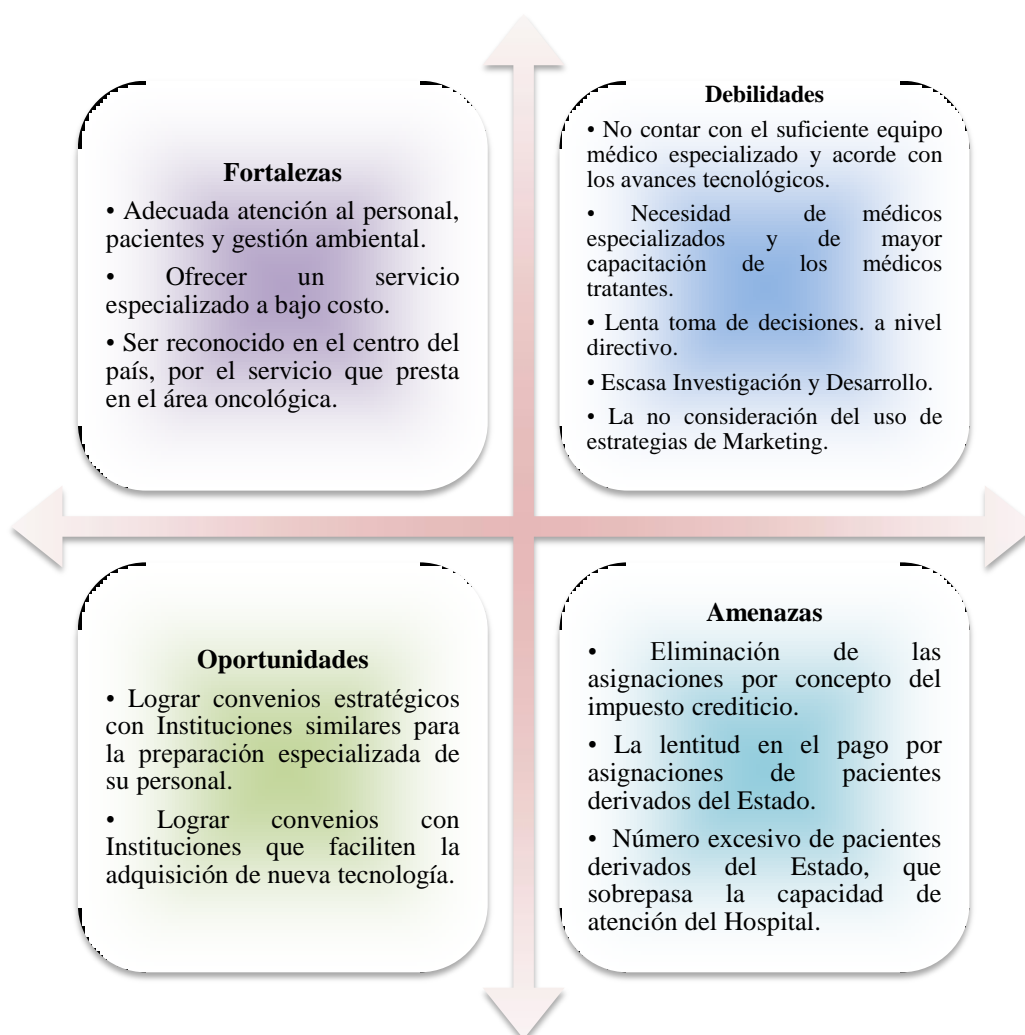 Fortalezas
• Adecuada atención al personal,
pacientes y gestión ambiental.
• Ofrecer un servicio
especializado a bajo costo.
• Ser reconocido en el centro del
país, por el servicio que presta
en el área oncológica.
Debilidades
• No contar con el suficiente equipo
médico especializado y acorde con
los avances tecnológicos.
• Necesidad de médicos
especializados y de mayor
capacitación de los médicos
tratantes.
• Lenta toma de decisiones. a nivel
directivo.
• Escasa Investigación y Desarrollo.
• La no consideración del uso de
estrategias de Marketing.
Oportunidades
• Lograr convenios estratégicos
con Instituciones similares para
la preparación especializada de
su personal.
• Lograr convenios con
Instituciones que faciliten la
adquisición de nueva tecnología.
Amenazas
• Eliminación de las
asignaciones por concepto del
impuesto crediticio.
• La lentitud en el pago por
asignaciones de pacientes
derivados del Estado.
• Número excesivo de pacientes
derivados del Estado, que
sobrepasa la capacidad de
atención del Hospital.